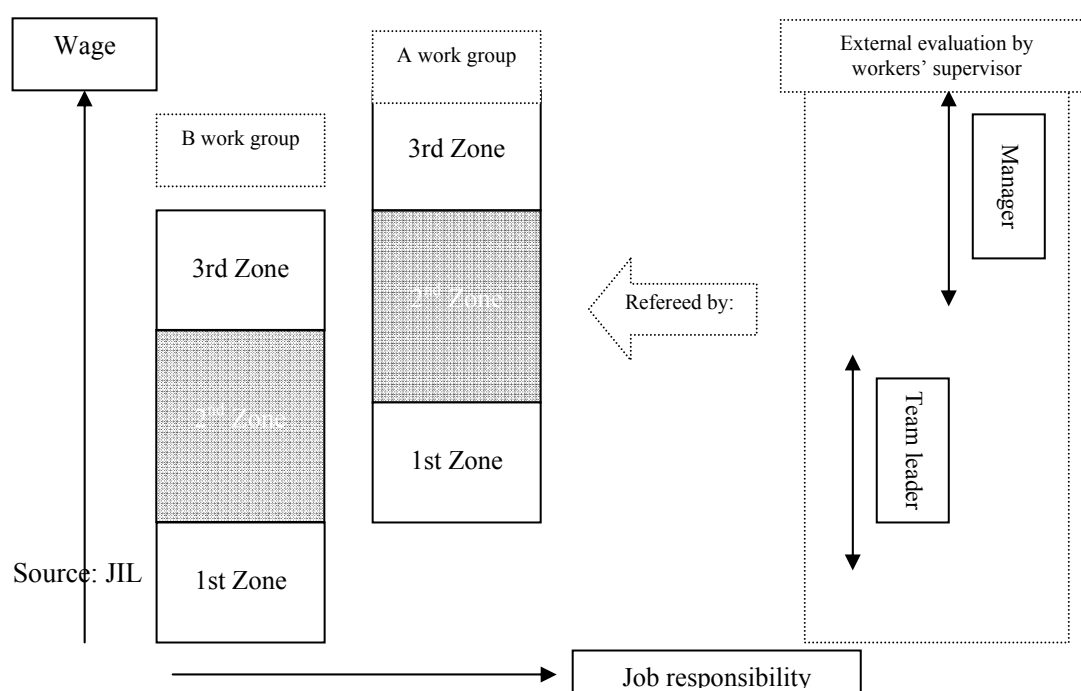 Wage
A work group
External evaluation by
workers' supervisor
B work group
3rd Zone
Manager
3rd Zone
2nd Zone
Refereed by:
2nd Zone
Team leader
1st Zone
Source: JIL
1st Zone
Job responsibility